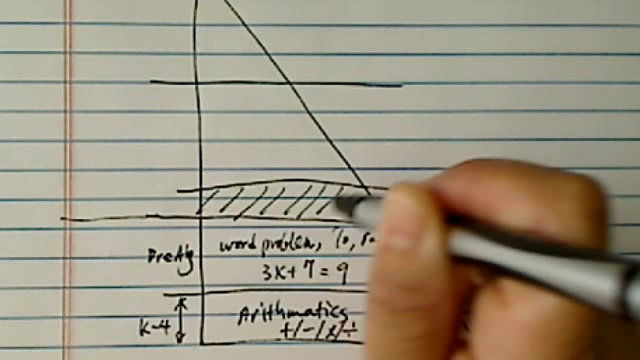 PreAlg
word problem, %,
3x + 7 = 9
K-4
Arithmatics
+/-/x/÷